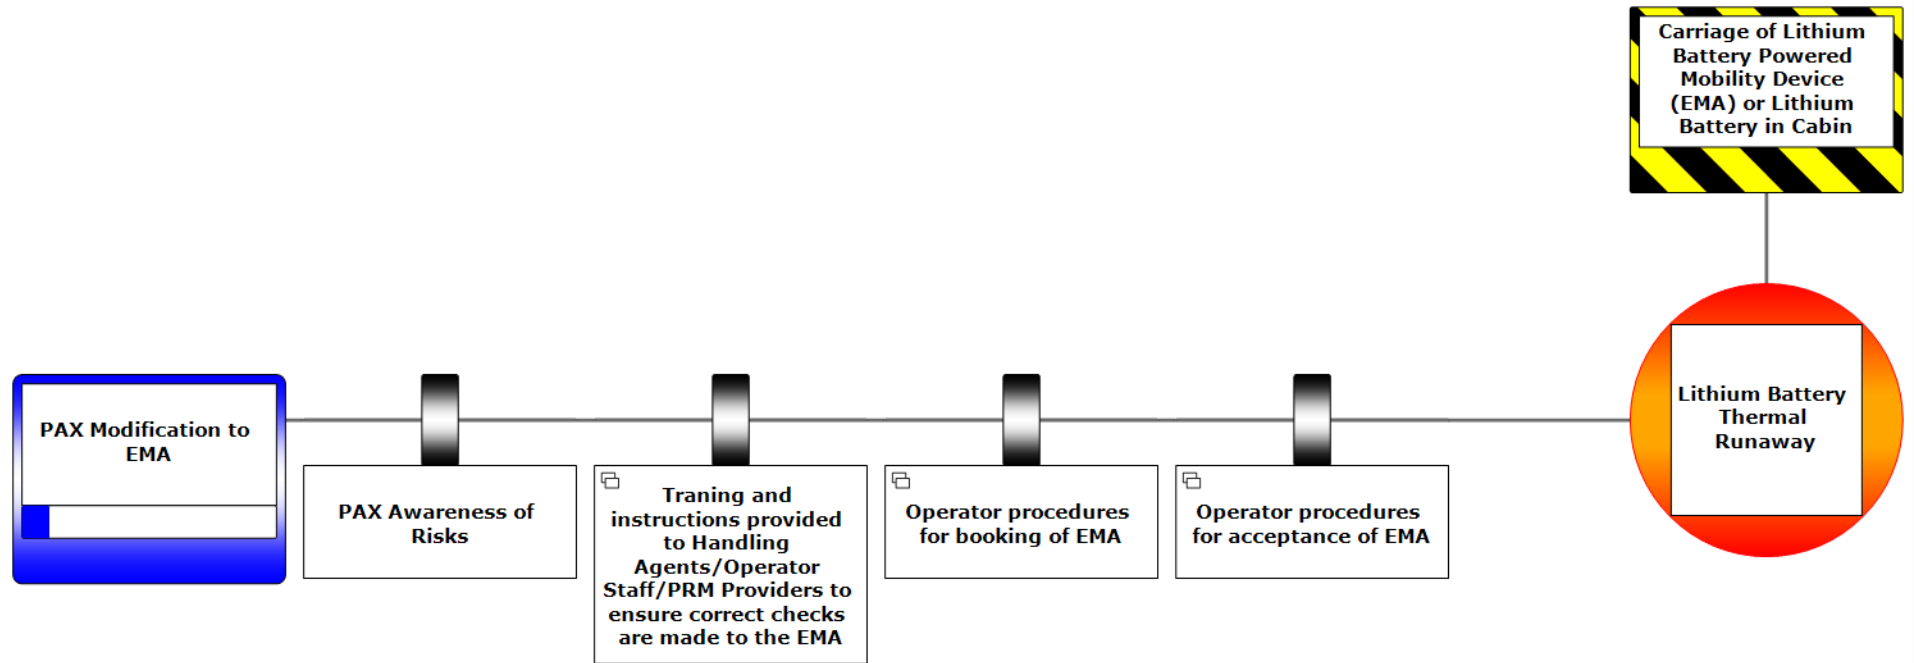 Carriage of Lithium
Battery Powered
Mobility Device
(EMA) or Lithium
Battery in Cabin
PAX Modification to
EMA
PAX Awareness of
Risks
Traning and
instructions provided
to Handling
Agents/Operator
Staff/PRM Providers to
ensure correct checks
are made to the EMA
Operator procedures
for booking of EMA
Operator procedures
for acceptance of EMA
Lithium Battery
Thermal
Runaway